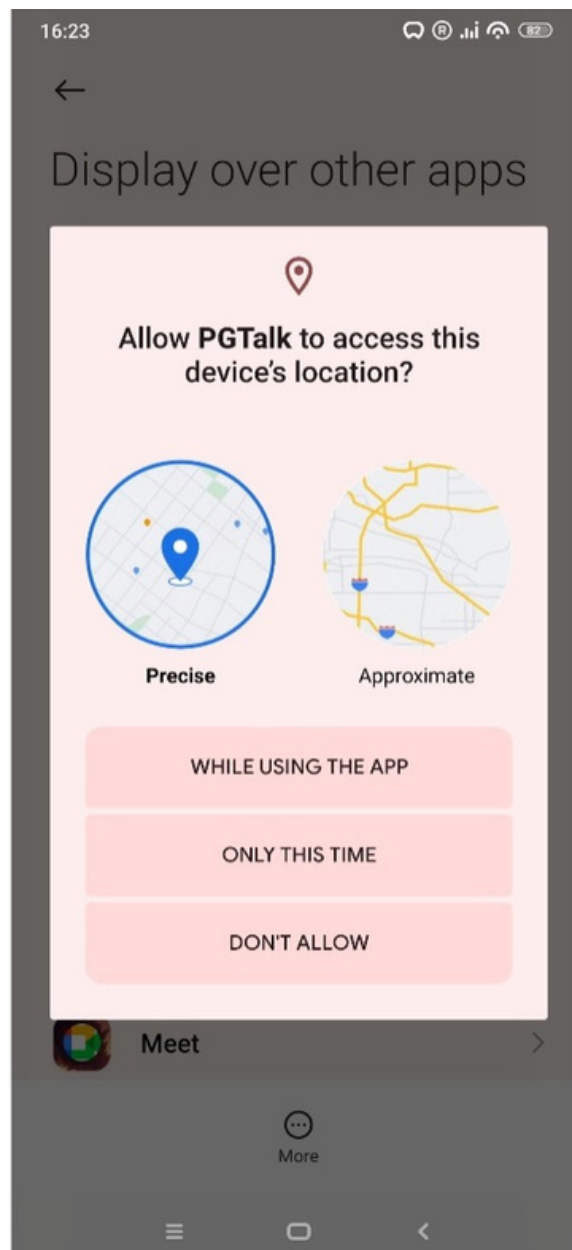 16:23
82
Display over other apps
Allow PGTalk to access this
device's location?
Precise
Approximate
WHILE USING THE APP
ONLY THIS TIME
DON'T ALLOW
Meet
More